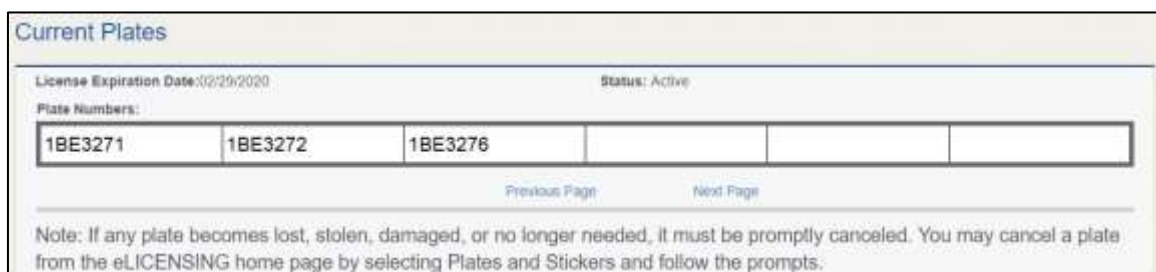 Current Plates
License Expiration Date:02/29/2020 Status: Active
Plate Numbers:
1BE3271 1BE3272 1BE3276
Previous Page Next Page
Note: If any plate becomes lost, stolen, damaged, or no longer needed, it must be promptly canceled. You may cancel a plate
from the eLICENSING home page by selecting Plates and Stickers and follow the prompts.